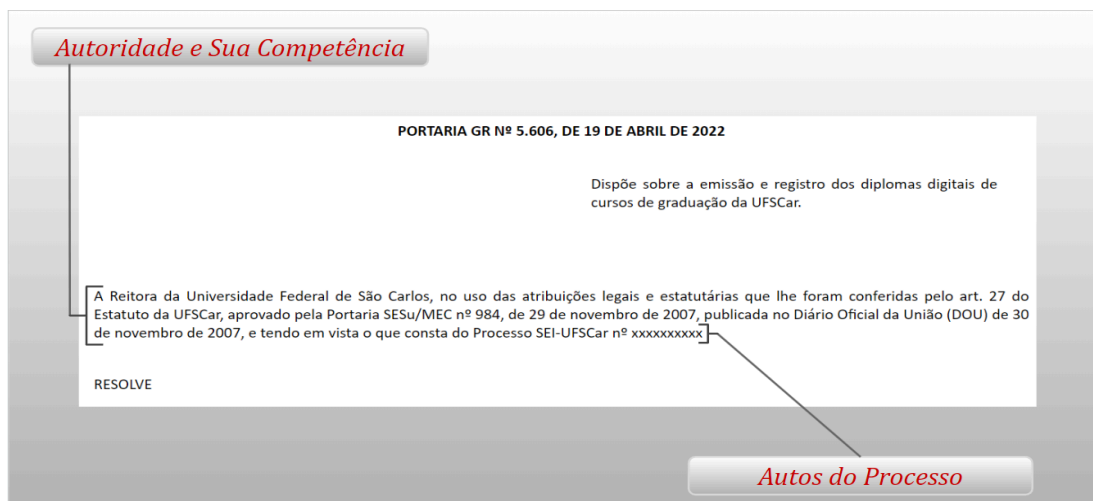 Autoridade e Sua Competência
PORTARIA GR Nº 5.606, DE 19 DE ABRIL DE 2022
Dispõe sobre a emissão e registro dos diplomas digitais de
cursos de graduação da UFSCar.
A Reitora da Universidade Federal de São Carlos, no uso das atribuições legais e estatutárias que lhe foram conferidas pelo art. 27 do
Estatuto da UFSCar, aprovado pela Portaria SESu/MEC nº 984, de 29 de novembro de 2007, publicada no Diário Oficial da União (DOU) de 30
de novembro de 2007, e tendo em vista o que consta do Processo SEI-UFSCar nº xxxxxxxxxx
RESOLVE
Autos do Processo